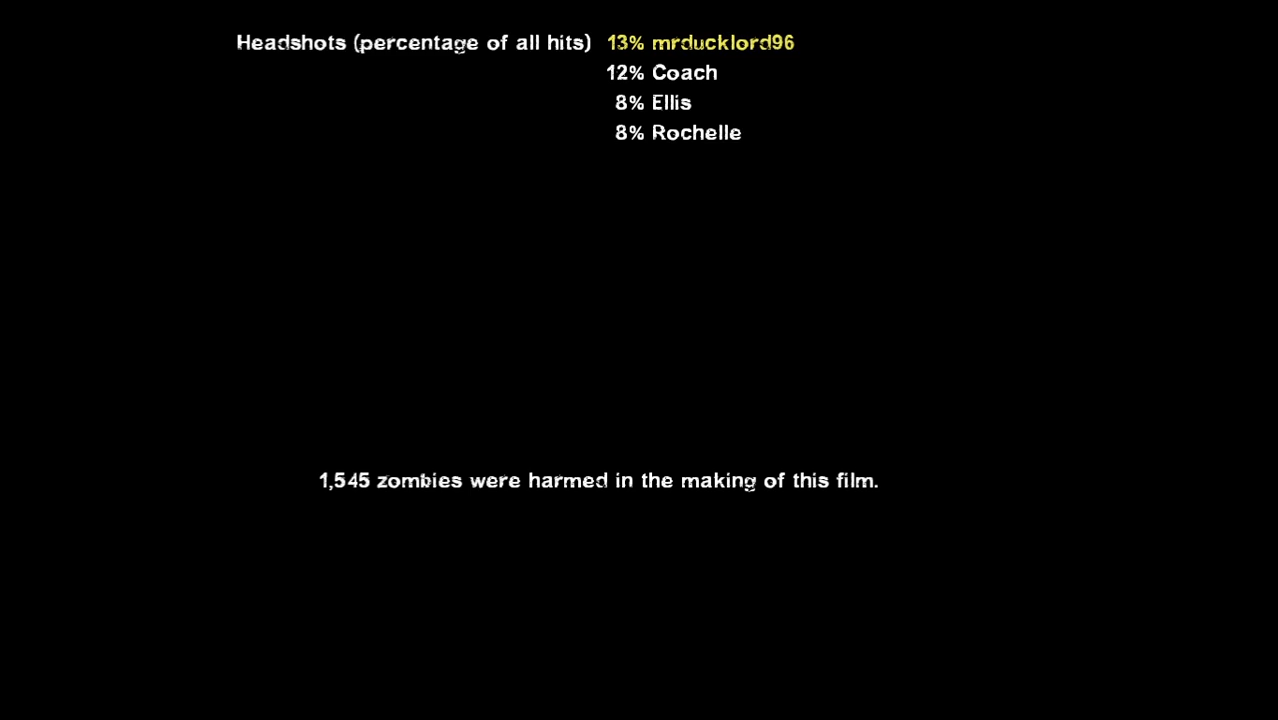 Headshots (percentage of all hits) 13% mrducklord96
12% Coach
8% Ellis
8% Rochelle
1,545 zombies were harmed in the making of this film.